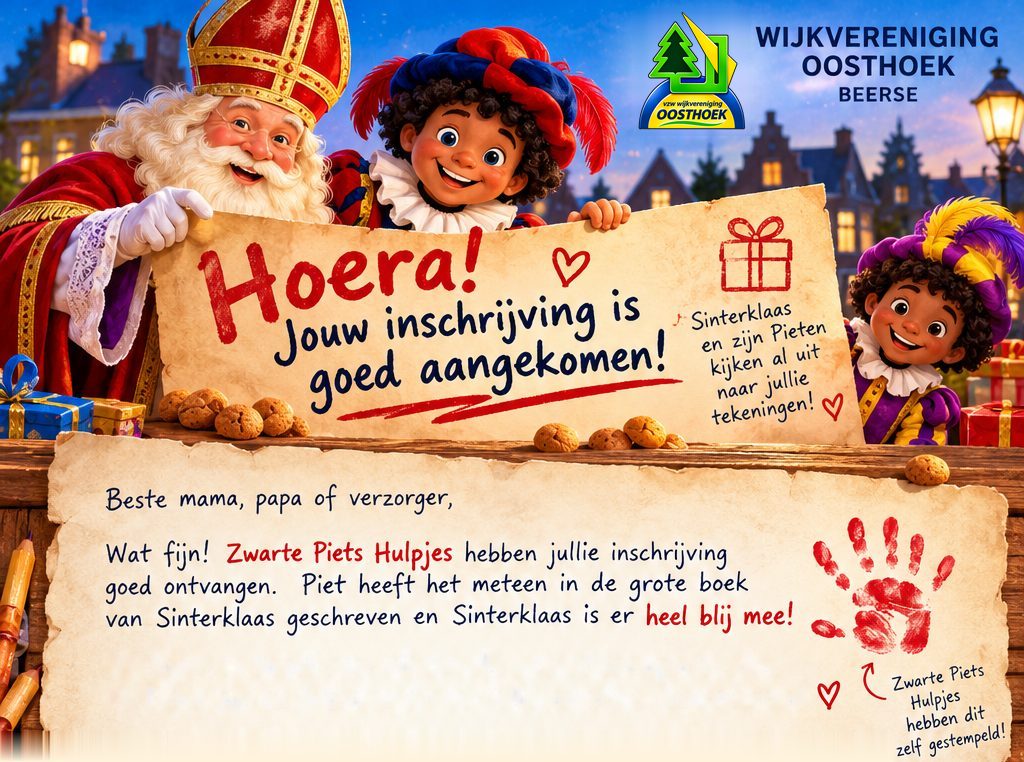 WIJKVERENIGING
OOSTHOEK
BEERSE
vzw wijkvereniging
OOSTHOEK
Hoera!
Jouw inschrijving is
goed aangekomen!
Sinterklaas
en zijn Pieten
kijken al uit
naar jullie
tekeningen!
Beste mama, papa of verzorger,
Wat fijn! Zwarte Piets Hulpjes hebben jullie inschrijving
goed ontvangen. Piet heeft het meteen in de grote boek
van Sinterklaas geschreven en Sinterklaas is er heel blij mee!
Zwarte Piets
Hulpjes
hebben dit
zelf gestempeld!